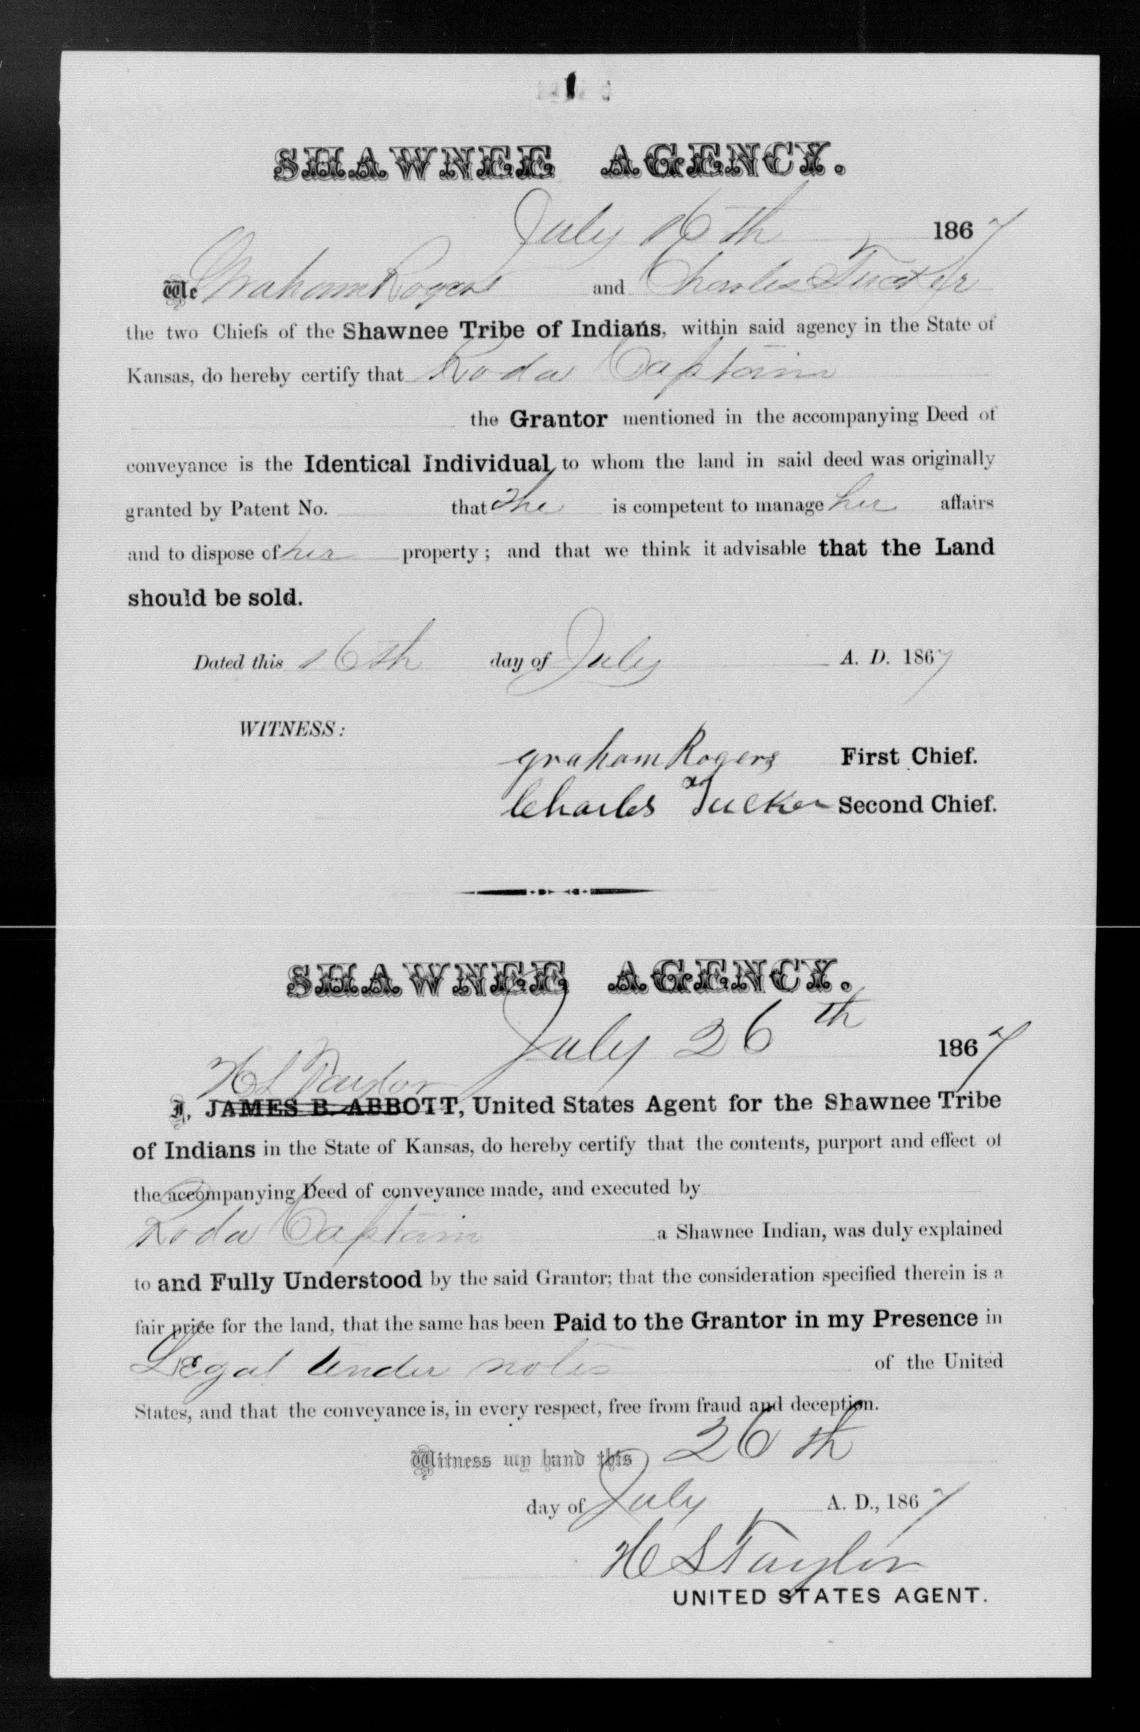 1
SHAWNEE AGENCY.
July 16th 1867
We Graham Rogers and Charles Tucker
the two Chiefs of the Shawnee Tribe of Indians, within said agency in the State of
Kansas, do hereby certify that Roda Captain
the Grantor mentioned in the accompanying Deed of
conveyance is the Identical Individual, to whom the land in said deed was originally
granted by Patent No. that She is competent to manage her affairs
and to dispose of her property; and that we think it advisable that the Land
should be sold.
Dated this 16th day of July A. D. 1867
WITNESS:
graham Rogers First Chief.
Charles Tucker Second Chief.
SHAWNEE AGENCY.
July 26th 1867
H S Taylor
I, JAMES B. ABBOTT, United States Agent for the Shawnee Tribe
of Indians in the State of Kansas, do hereby certify that the contents, purport and effect of
the accompanying Deed of conveyance made, and executed by
Roda Captain a Shawnee Indian, was duly explained
to and Fully Understood by the said Grantor; that the consideration specified therein is a
fair price for the land, that the same has been Paid to the Grantor in my Presence in
Legal tender notes of the United
States, and that the conveyance is, in every respect, free from fraud and deception.
Witness my hand this 26th
day of July A. D., 1867
H S Taylor
UNITED STATES AGENT.